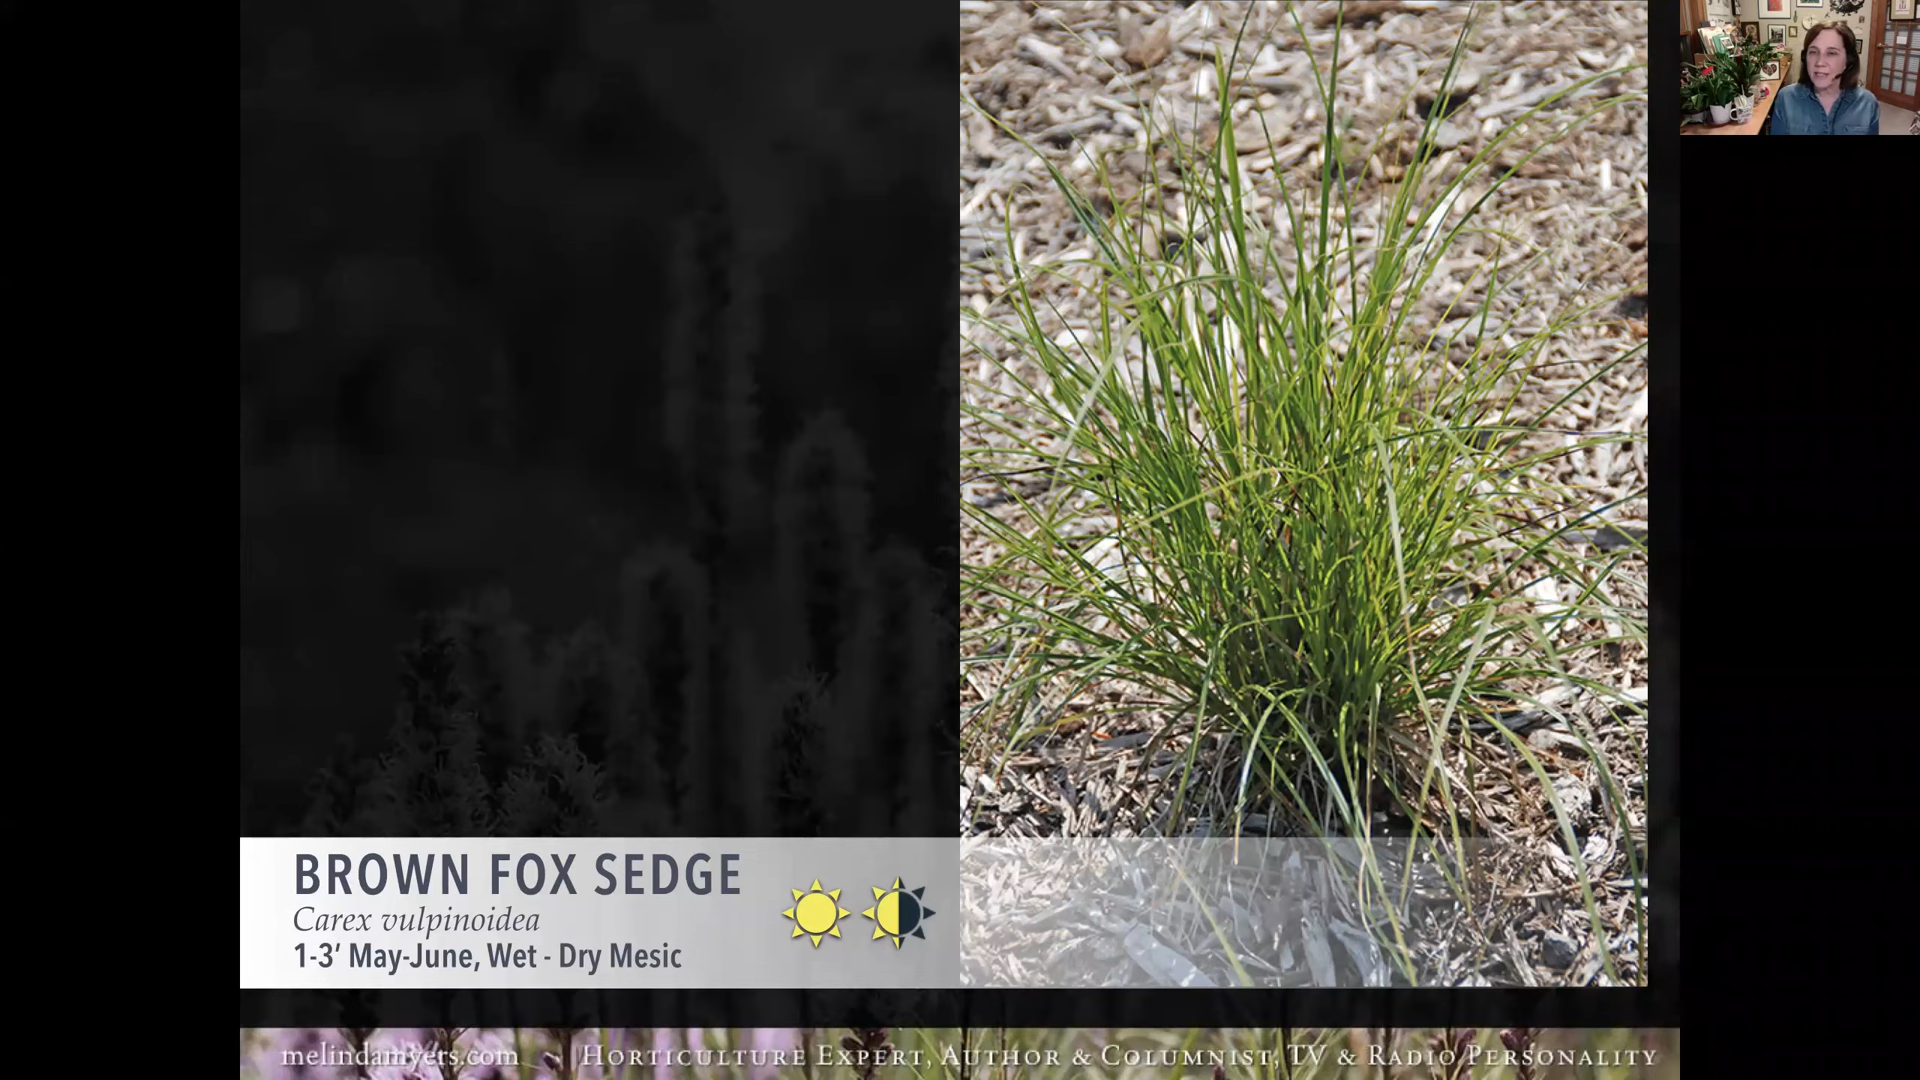 BROWN FOX SEDGE
Carex vulpinoidea
1-3’ May-June, Wet - Dry Mesic
melindamyers.com HORTICULTURE EXPERT, AUTHOR & COLUMNIST, TV & RADIO PERSONALITY